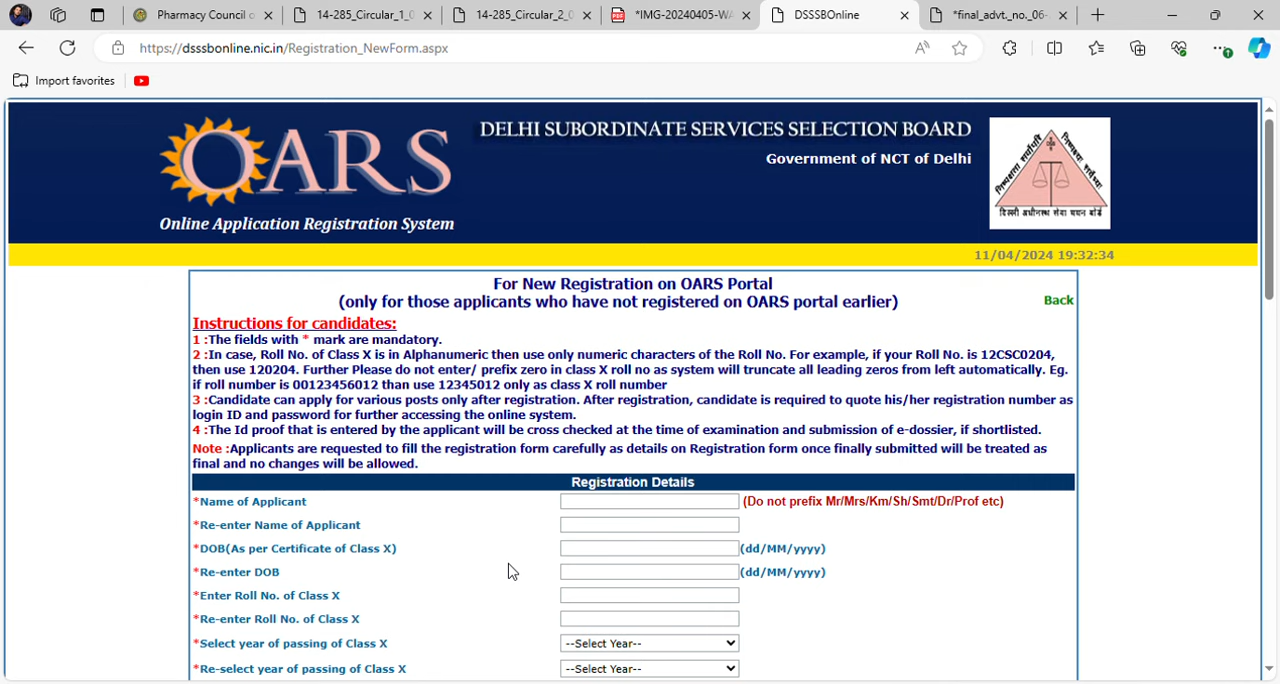 Pharmacy Council o
14-285_Circular_1_0
14-285_Circular_2_0
*IMG-20240405-WA
DSSSBOnline
*final_advt._no._06-
https://dsssbonline.nic.in/Registration_NewForm.aspx
Import favorites
OARS
Online Application Registration System
DELHI SUBORDINATE SERVICES SELECTION BOARD
Government of NCT of Delhi
दिल्ली अधीनस्थ सेवा चयन बोर्ड
11/04/2024 19:32:34
For New Registration on OARS Portal
(only for those applicants who have not registered on OARS portal earlier)
Back
Instructions for candidates:
1 :The fields with * mark are mandatory.
2 :In case, Roll No. of Class X is in Alphanumeric then use only numeric characters of the Roll No. For example, if your Roll No. is 12CSC0204,
then use 120204. Further Please do not enter/ prefix zero in class X roll no as system will truncate all leading zeros from left automatically. Eg.
if roll number is 00123456012 than use 12345012 only as class X roll number
3 :Candidate can apply for various posts only after registration. After registration, candidate is required to quote his/her registration number as
login ID and password for further accessing the online system.
4 :The Id proof that is entered by the applicant will be cross checked at the time of examination and submission of e-dossier, if shortlisted.
Note :Applicants are requested to fill the registration form carefully as details on Registration form once finally submitted will be treated as
final and no changes will be allowed.
Registration Details
*Name of Applicant (Do not prefix Mr/Mrs/Km/Sh/Smt/Dr/Prof etc)
*Re-enter Name of Applicant
*DOB(As per Certificate of Class X) (dd/MM/yyyy)
*Re-enter DOB (dd/MM/yyyy)
*Enter Roll No. of Class X
*Re-enter Roll No. of Class X
*Select year of passing of Class X --Select Year--
*Re-select year of passing of Class X --Select Year--